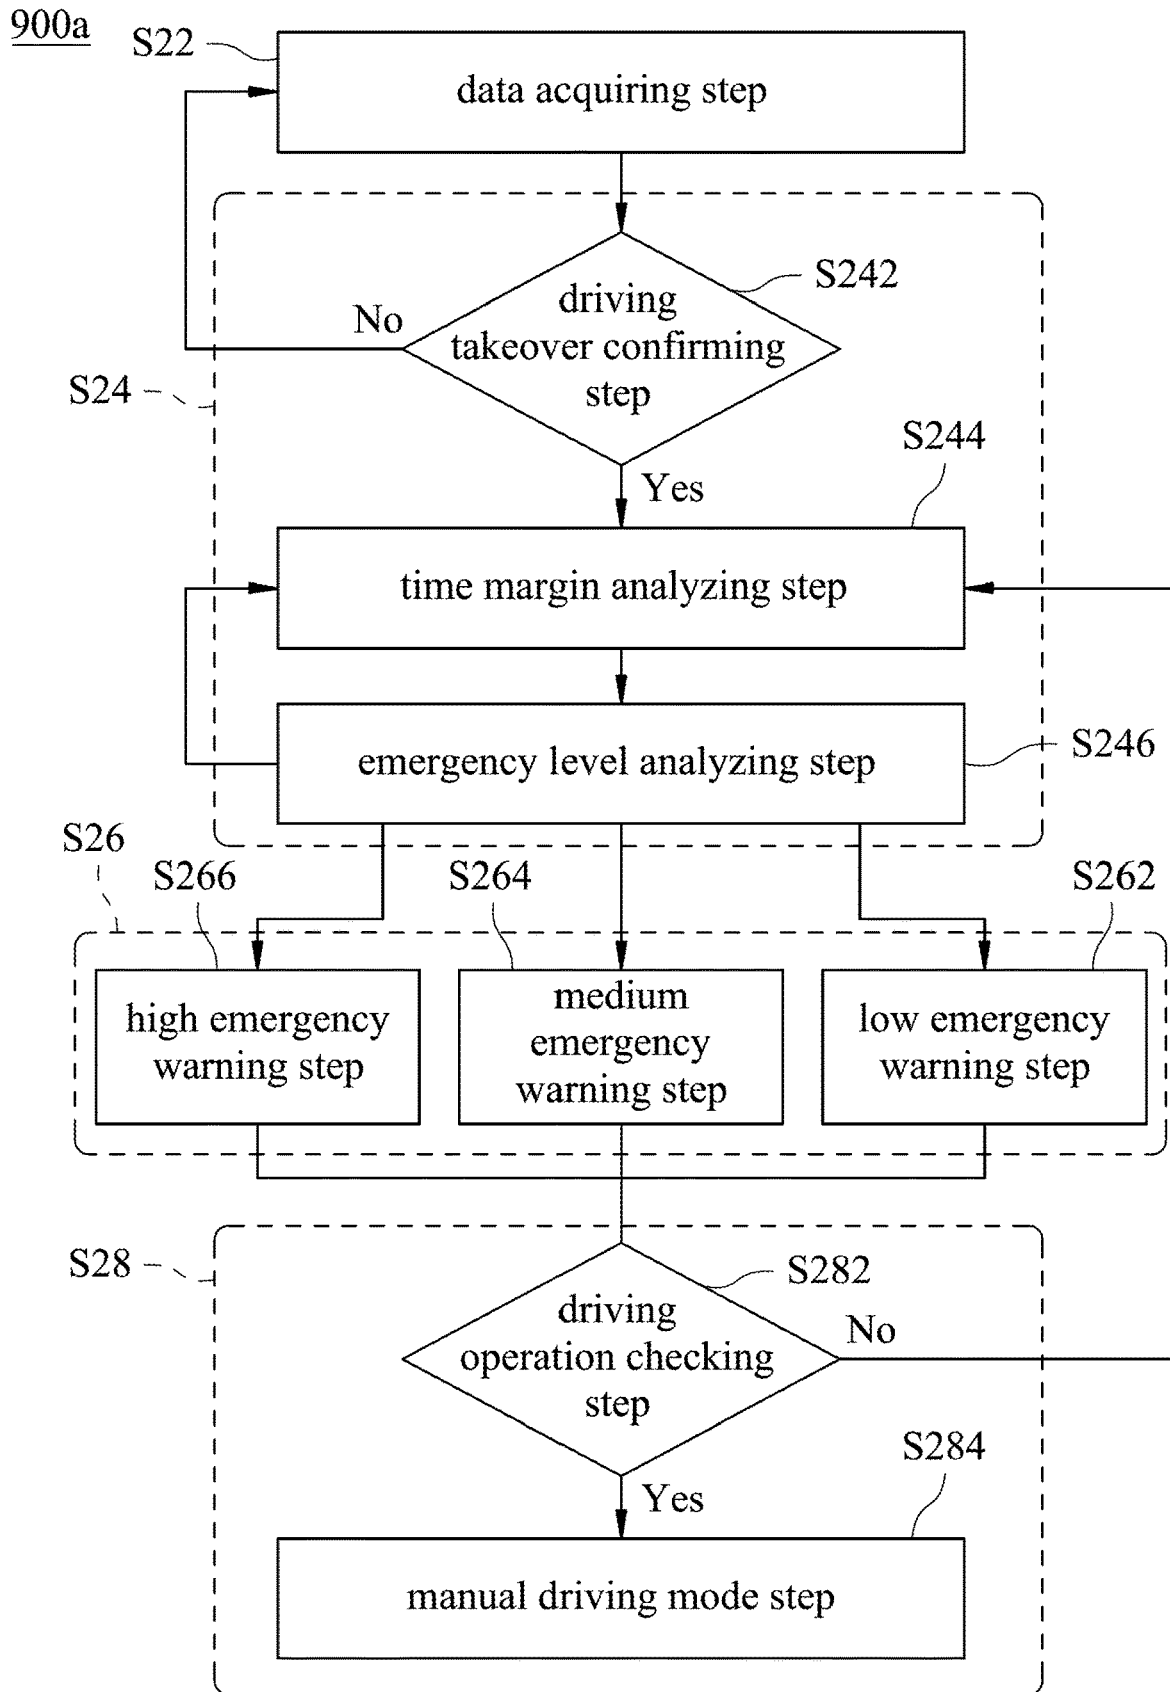 900a
S22
data acquiring step
S242
driving
takeover confirming
step
No
S24
Yes
S244
time margin analyzing step
emergency level analyzing step
S246
S26
S266
S264
S262
high emergency
warning step
medium
emergency
warning step
low emergency
warning step
S28
S282
driving
operation checking
step
No
Yes
S284
manual driving mode step